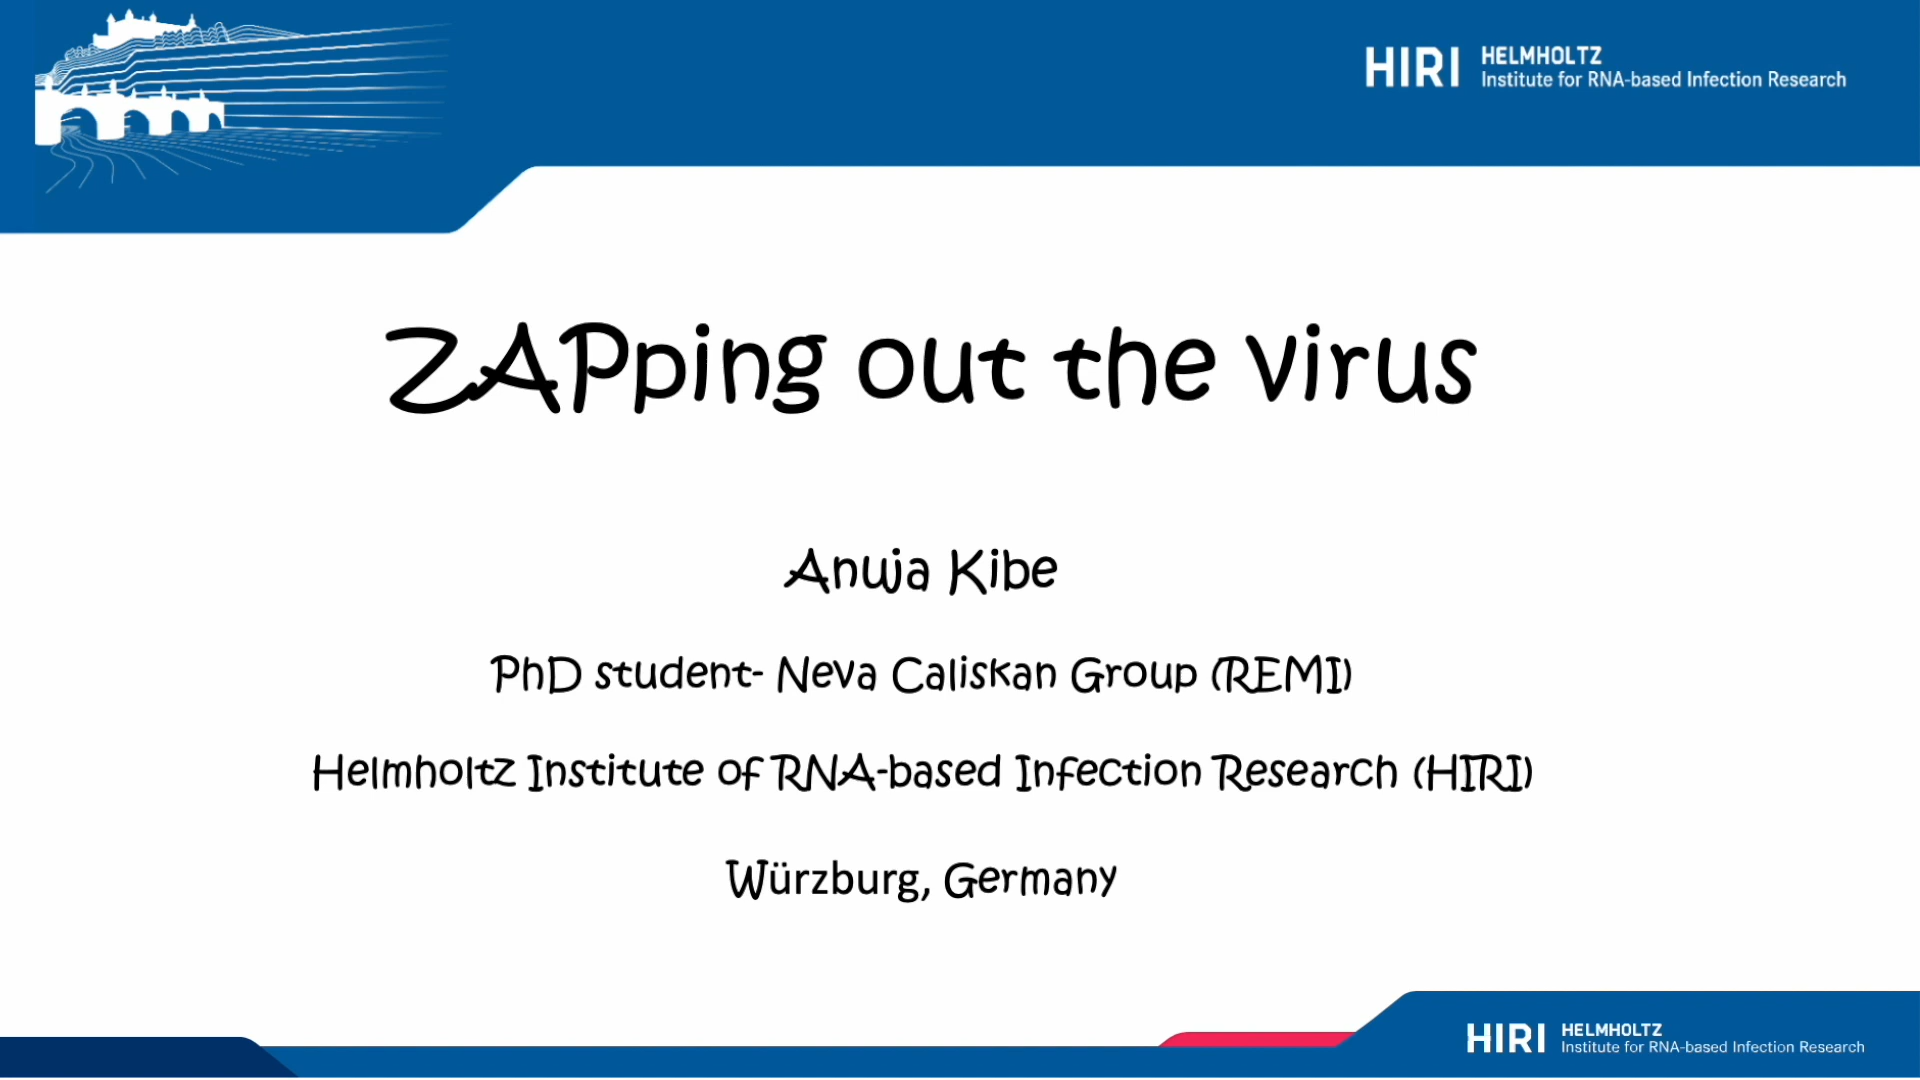 HIRI HELMHOLTZ
Institute for RNA-based Infection Research
ZAPping out the virus
Anuja Kibe
PhD student- Neva Caliskan Group (REMI)
Helmholtz Institute of RNA-based Infection Research (HIRI)
Würzburg, Germany
HIRI HELMHOLTZ
Institute for RNA-based Infection Research